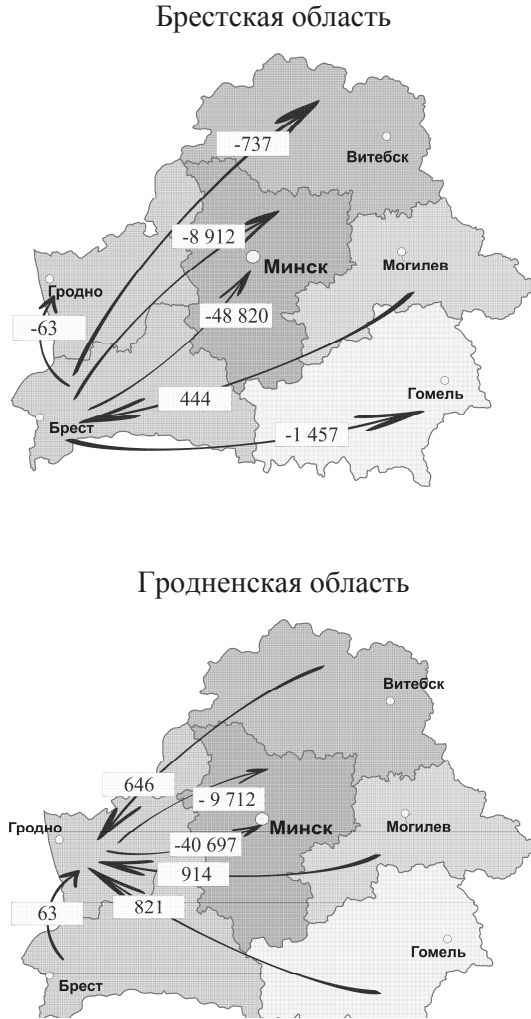 Брестская область
-737
Витебск
-8 912
Минск
Могилев
Гродно
-48 820
-63
444
Гомель
Брест
-1 457
Гродненская область
Витебск
646
- 9 712
Гродно
Минск
Могилев
-40 697
914
63
821
Гомель
Брест